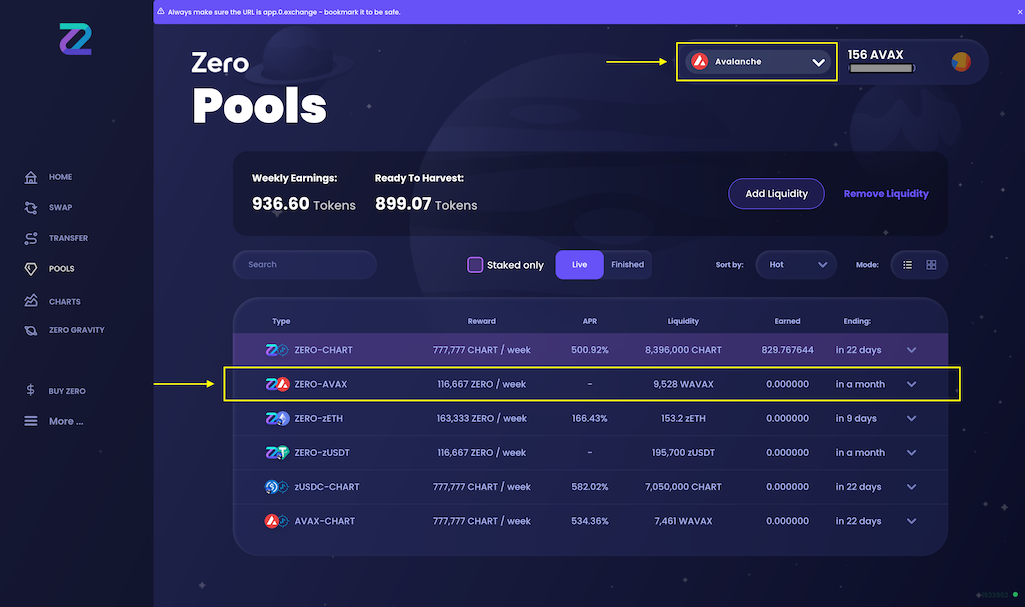 Always make sure the URL is app.0.exchange - bookmark it to be safe.
Zero
Pools
Avalanche
156 AVAX
HOME
SWAP
TRANSFER
POOLS
CHARTS
ZERO GRAVITY
BUY ZERO
More ...
Weekly Earnings: Ready To Harvest:
936.60 Tokens 899.07 Tokens
Add Liquidity Remove Liquidity
Search Staked only Live Finished Sort by: Hot Mode:
Type Reward APR Liquidity Earned Ending:
ZERO-CHART 777,777 CHART / week 500.92% 8,396,000 CHART 829.767644 in 22 days
ZERO-AVAX 116,667 ZERO / week - 9,528 WAVAX 0.000000 in a month
ZERO-zETH 163,333 ZERO / week 166.43% 153.2 zETH 0.000000 in 9 days
ZERO-zUSDT 116,667 ZERO / week - 195,700 zUSDT 0.000000 in a month
zUSDC-CHART 777,777 CHART / week 582.02% 7,050,000 CHART 0.000000 in 22 days
AVAX-CHART 777,777 CHART / week 534.36% 7,461 WAVAX 0.000000 in 22 days